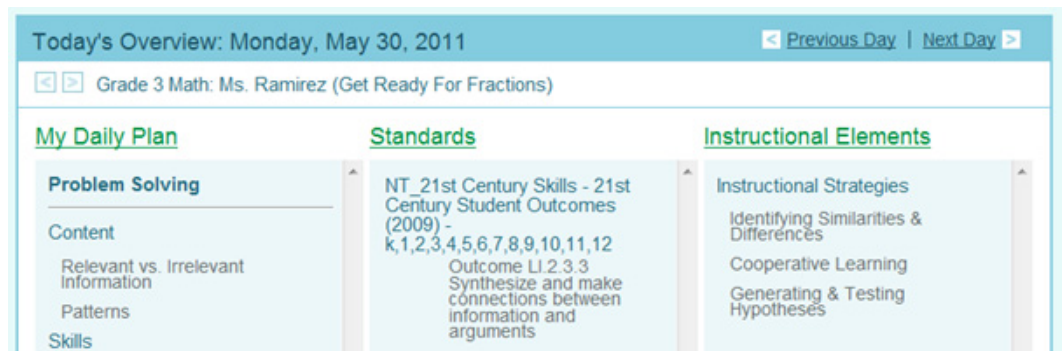 Today's Overview: Monday, May 30, 2011
< Previous Day | Next Day >
< > Grade 3 Math: Ms. Ramirez (Get Ready For Fractions)
My Daily Plan
Problem Solving
Content
Relevant vs. Irrelevant
Information
Patterns
Skills
Standards
NT_21st Century Skills - 21st
Century Student Outcomes
(2009) -
k,1,2,3,4,5,6,7,8,9,10,11,12
Outcome LI.2.3.3
Synthesize and make
connections between
information and
arguments
Instructional Elements
Instructional Strategies
Identifying Similarities &
Differences
Cooperative Learning
Generating & Testing
Hypotheses